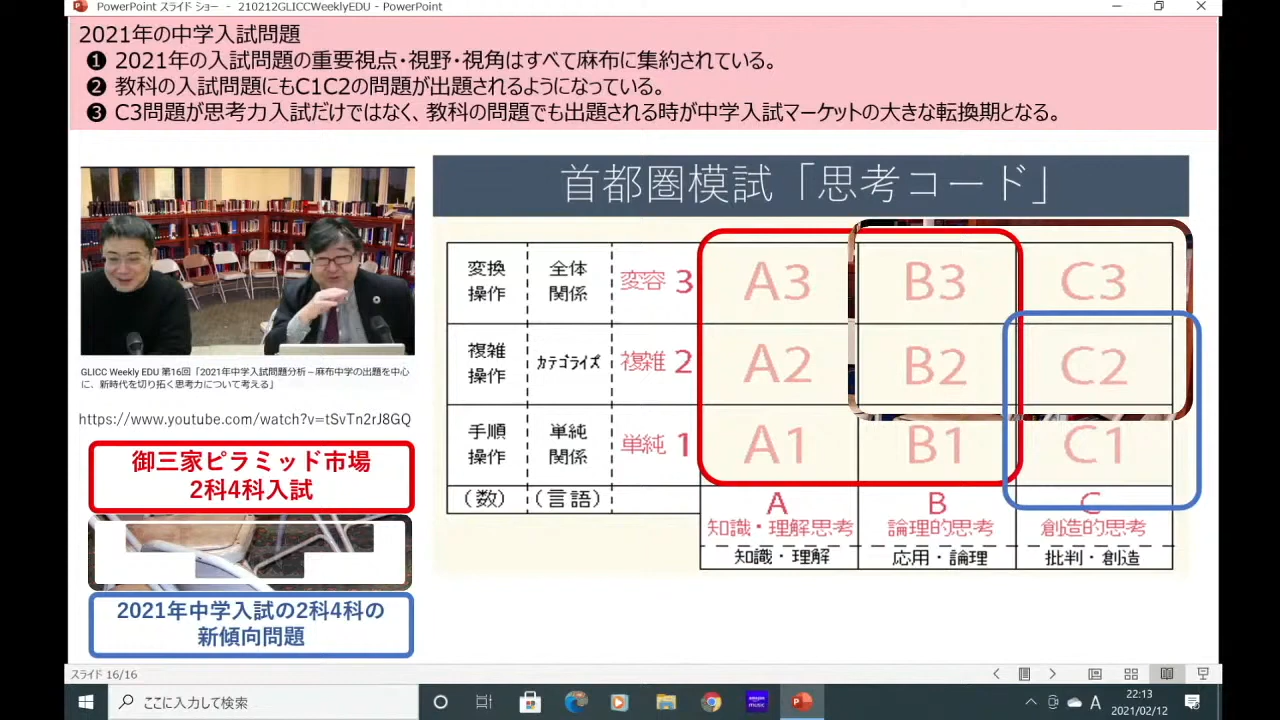 PowerPoint スライド ショー - 210212GLICCWeeklyEDU - PowerPoint
2021年の中学入試問題
❶ 2021年の入試問題の重要視点・視野・視角はすべて麻布に集約されている。
❷ 教科の入試問題にもC1C2の問題が出題されるようになっている。
❸ C3問題が思考力入試だけではなく、教科の問題でも出題される時が中学入試マーケットの大きな転換期となる。
首都圏模試「思考コード」
変換操作 全体関係 変容 3 A3 B3 C3
複雑操作 カテゴライズ 複雑 2 A2 B2 C2
手順操作 単純関係 単純 1 A1 B1 C1
(数) (言語) A B C
知識・理解思考 論理的思考 創造的思考
知識・理解 応用・論理 批判・創造
GLICC Weekly EDU 第16回「2021年中学入試問題分析－麻布中学の出題を中心
に、新時代を切り拓く思考力について考える」
https://www.youtube.com/watch?v=tSvTn2rJ8GQ
御三家ピラミッド市場
2科4科入試
2021年中学入試の2科4科の
新傾向問題
スライド 16/16
ここに入力して検索
amazon music
A
22:13
2021/02/12